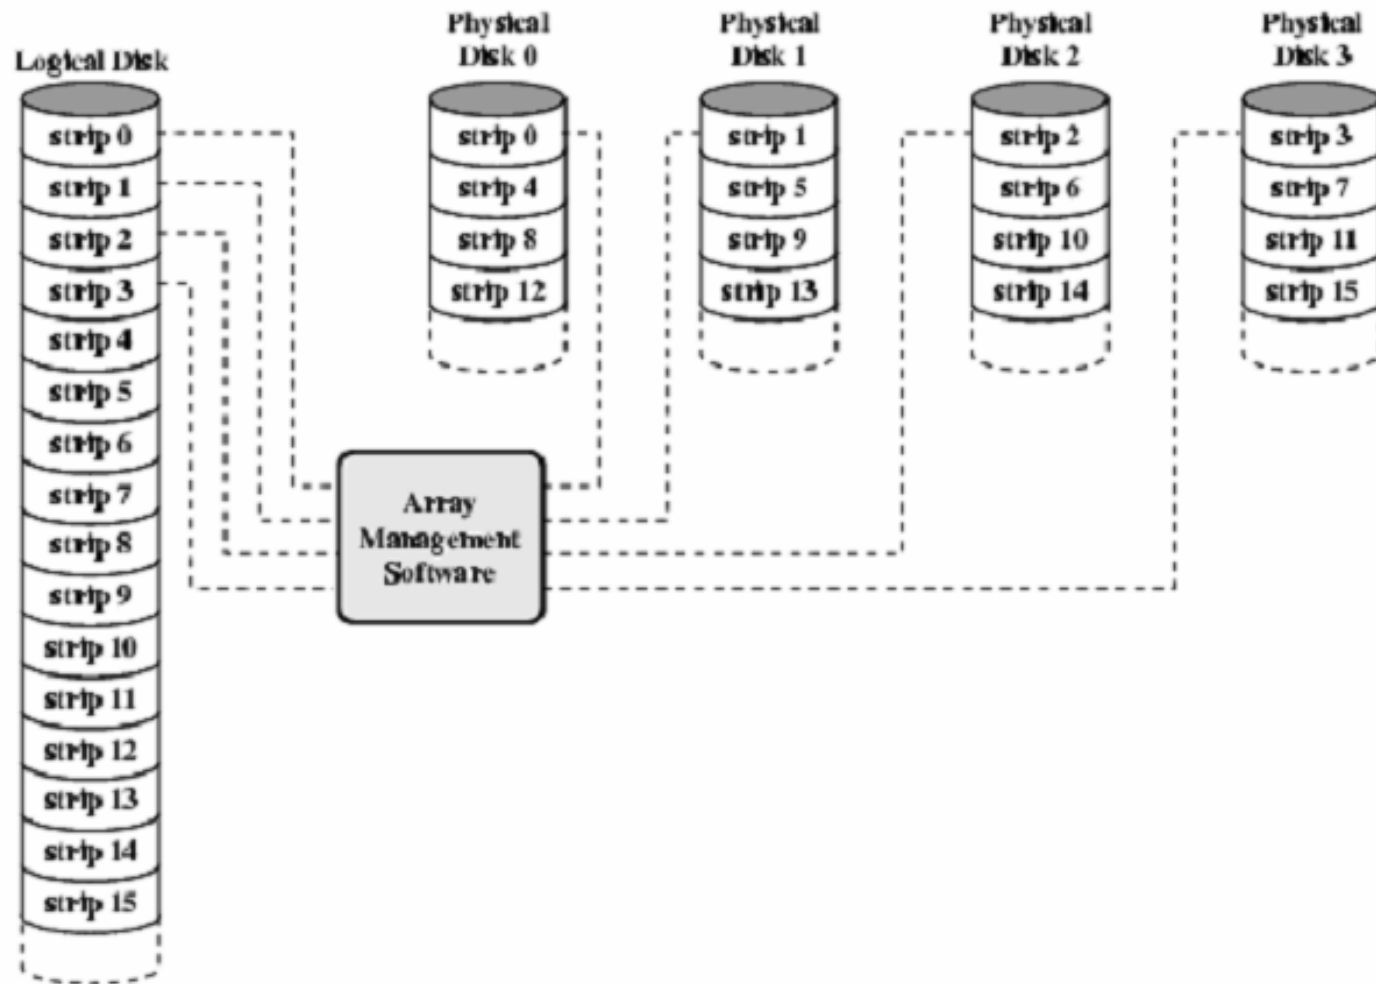 Logical Disk
strip 0
strip 1
strip 2
strip 3
strip 4
strip 5
strip 6
strip 7
strip 8
strip 9
strip 10
strip 11
strip 12
strip 13
strip 14
strip 15
Physical
Disk 0
strip 0
strip 4
strip 8
strip 12
Physical
Disk 1
strip 1
strip 5
strip 9
strip 13
Physical
Disk 2
strip 2
strip 6
strip 10
strip 14
Physical
Disk 3
strip 3
strip 7
strip 11
strip 15
Array
Management
Software